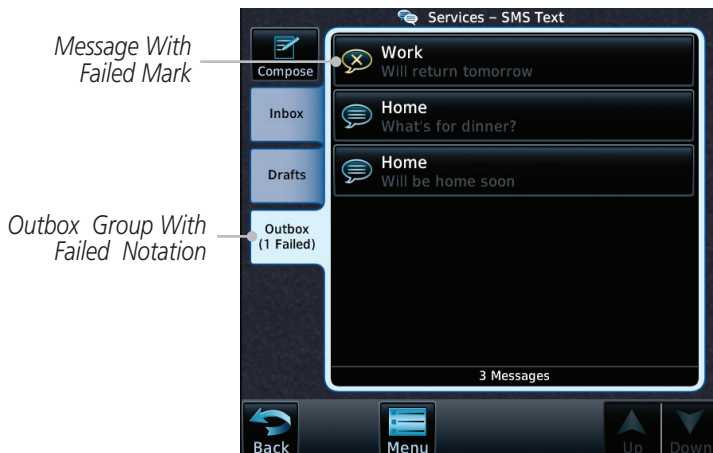 Services – SMS Text
Message With
Failed Mark
Compose
Work
Will return tomorrow
Inbox
Home
What's for dinner?
Drafts
Home
Will be home soon
Outbox Group With
Failed Notation
Outbox
(1 Failed)
3 Messages
Back
Menu
Up
Down